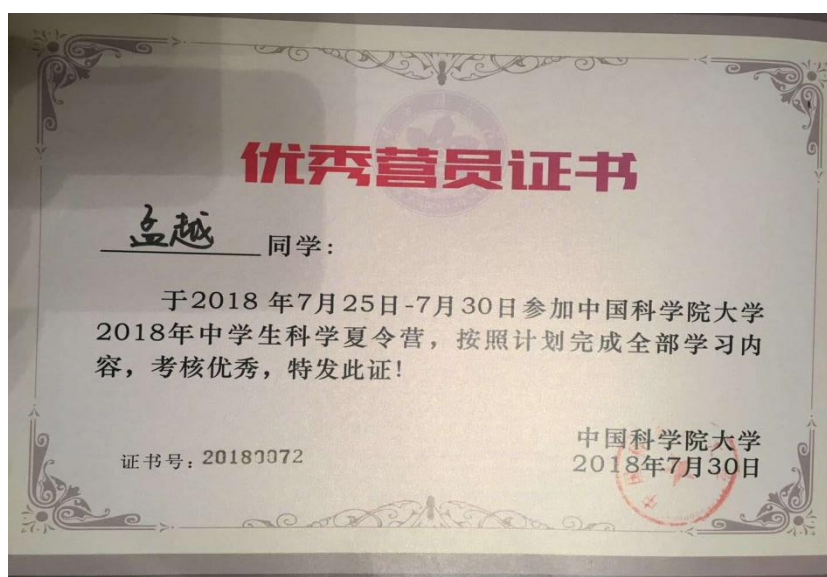 优秀营员证书
孟越 同学：
于2018 年7月25日-7月30日参加中国科学院大学
2018年中学生科学夏令营，按照计划完成全部学习内
容，考核优秀，特发此证！
中国科学院大学
证书号：20180072
2018年7月30日